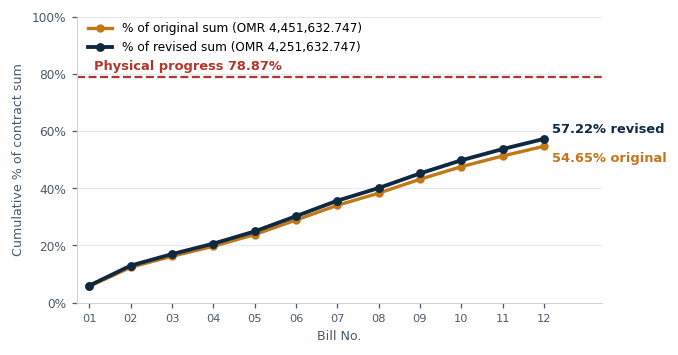 100%
% of original sum (OMR 4,451,632.747)
% of revised sum (OMR 4,251,632.747)
Physical progress 78.87%
80%
60%
57.22% revised
54.65% original
40%
20%
0%
Cumulative % of contract sum
01 02 03 04 05 06 07 08 09 10 11 12
Bill No.